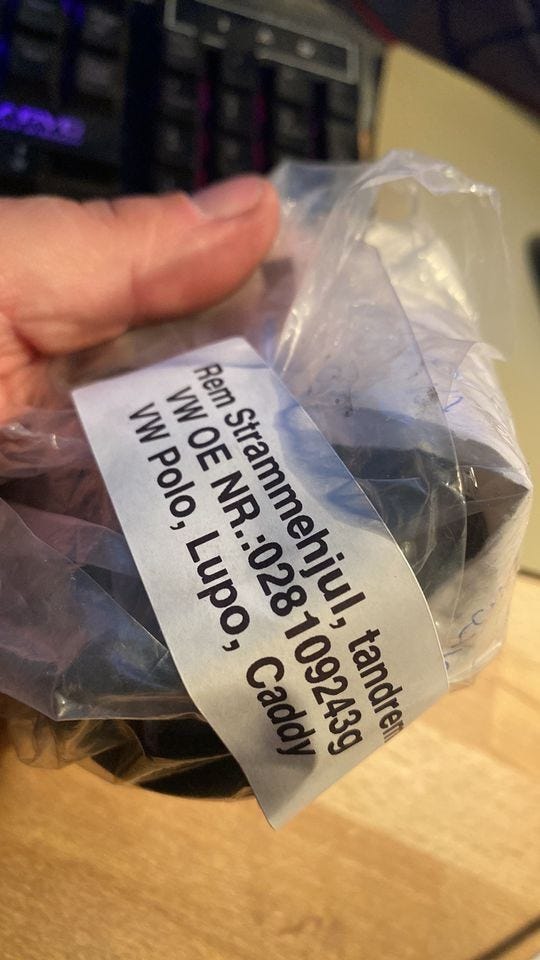 Rem Strammehjul, tandrem
VW OE NR.:028109243g
VW Polo, Lupo, Caddy